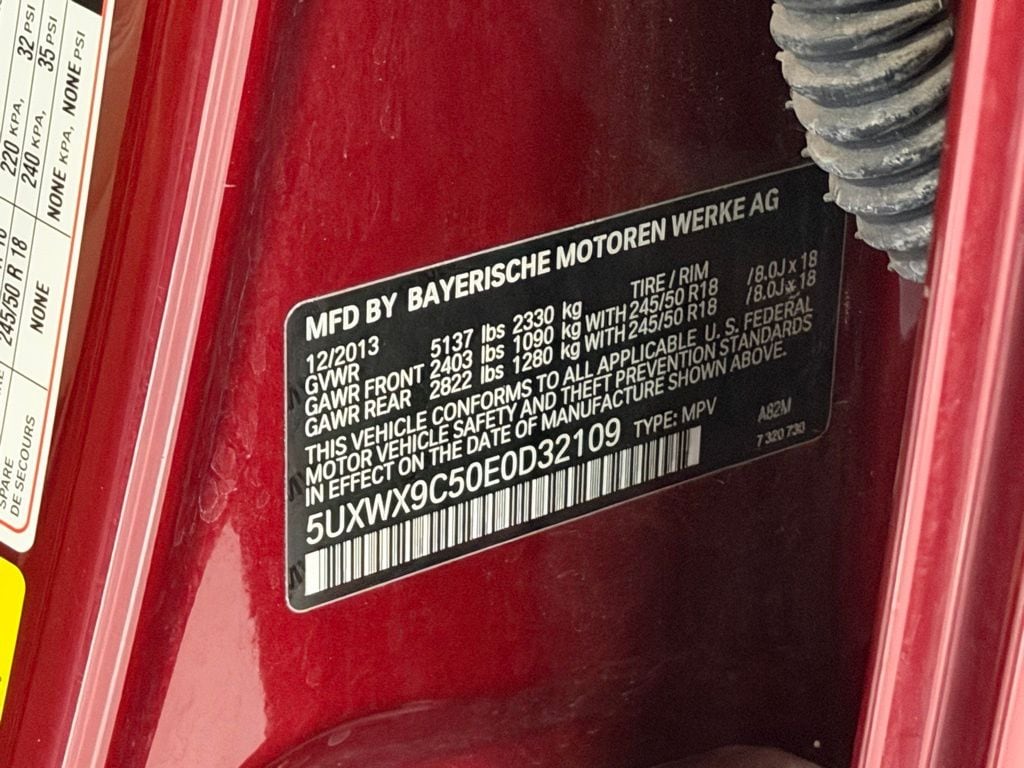 220 KPA, 32 PSI
245/50 R 18 240 KPA, 35 PSI
NONE NONE KPA, NONE PSI
SPARE
DE SECOURS
MFD BY BAYERISCHE MOTOREN WERKE AG
12/2013 TIRE / RIM
GVWR 5137 lbs 2330 kg
GAWR FRONT 2403 lbs 1090 kg WITH 245/50 R18 /8.0J x 18
GAWR REAR 2822 lbs 1280 kg WITH 245/50 R18 /8.0J x 18
THIS VEHICLE CONFORMS TO ALL APPLICABLE U. S. FEDERAL
MOTOR VEHICLE SAFETY AND THEFT PREVENTION STANDARDS
IN EFFECT ON THE DATE OF MANUFACTURE SHOWN ABOVE.
5UXWX9C50E0D32109 TYPE: MPV A82M
7 320 730